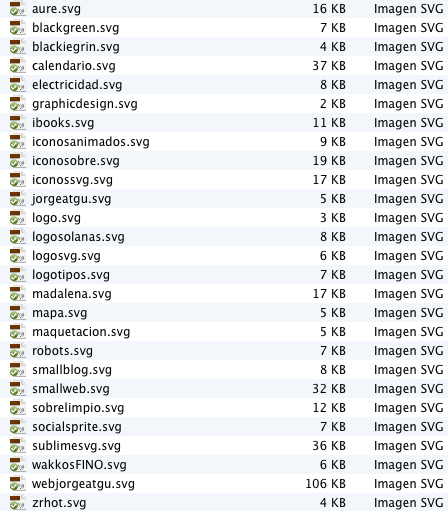 aure.svg 16 KB Imagen SVG
blackgreen.svg 7 KB Imagen SVG
blackiegrin.svg 4 KB Imagen SVG
calendario.svg 37 KB Imagen SVG
electricidad.svg 8 KB Imagen SVG
graphicdesign.svg 2 KB Imagen SVG
ibooks.svg 11 KB Imagen SVG
iconosanimados.svg 9 KB Imagen SVG
iconosobre.svg 19 KB Imagen SVG
iconossvg.svg 17 KB Imagen SVG
jorgeatgu.svg 5 KB Imagen SVG
logo.svg 3 KB Imagen SVG
logosolanas.svg 8 KB Imagen SVG
logosvg.svg 6 KB Imagen SVG
logotipos.svg 7 KB Imagen SVG
madalena.svg 17 KB Imagen SVG
mapa.svg 5 KB Imagen SVG
maquetacion.svg 5 KB Imagen SVG
robots.svg 7 KB Imagen SVG
smallblog.svg 8 KB Imagen SVG
smallweb.svg 32 KB Imagen SVG
sobrelimpio.svg 12 KB Imagen SVG
socialsprite.svg 7 KB Imagen SVG
sublimesvg.svg 36 KB Imagen SVG
wakkosFINO.svg 6 KB Imagen SVG
webjorgeatgu.svg 106 KB Imagen SVG
zrhot.svg 4 KB Imagen SVG